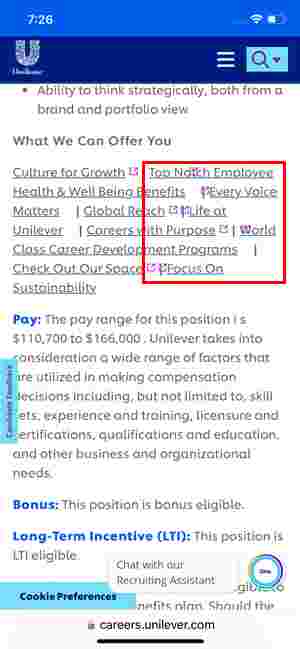 7:26
Unilever
• Ability to think strategically, both from a
brand and portfolio view
What We Can Offer You
Culture for Growth | Top Notch Employee
Health & Well Being Benefits | Every Voice
Matters | Global Reach | Life at
Unilever | Careers with Purpose | World
Class Career Development Programs |
Check Out Our Space | Focus On
Sustainability
Pay: The pay range for this position i s
$110,700 to $166,000 . Unilever takes into
consideration a wide range of factors that
are utilized in making compensation
decisions including, but not limited to, skill
sets, experience and training, licensure and
certifications, qualifications and education,
and other business and organizational
needs.
Candidate Feedback
Bonus: This position is bonus eligible.
Long-Term Incentive (LTI): This position is
LTI eligible.
Chat with our
Recruiting Assistant
Una
Cookie Preferences
nefits plan. Should the
careers.unilever.com